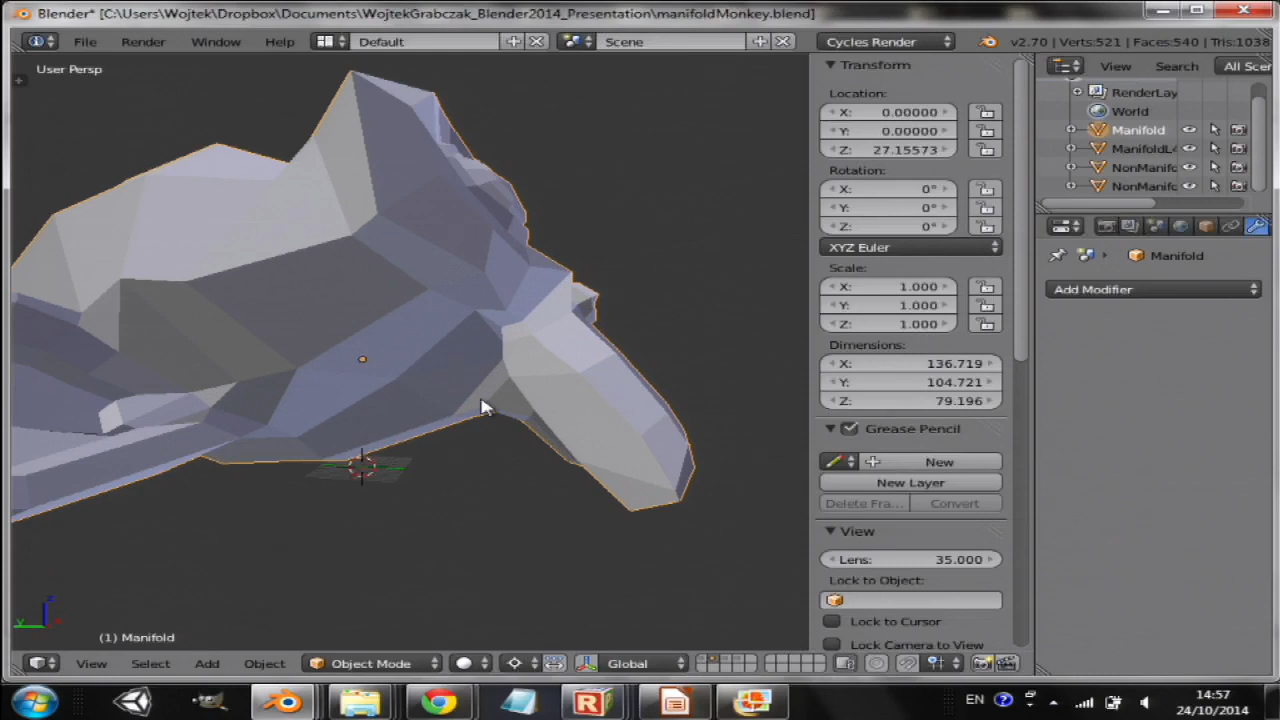 Blender* [C:\Users\Wojtek\Dropbox\Documents\WojtekGrabczak_Blender2014_Presentation\manifoldMonkey.blend]
File Render Window Help Default Scene Cycles Render v2.70 | Verts:521 | Faces:540 | Tris:1038
User Persp
Transform
Location:
X: 0.00000
Y: 0.00000
Z: 27.15573
Rotation:
X: 0°
Y: 0°
Z: 0°
XYZ Euler
Scale:
X: 1.000
Y: 1.000
Z: 1.000
Dimensions:
X: 136.719
Y: 104.721
Z: 79.196
Grease Pencil
New
New Layer
Delete Fra... Convert
View
Lens: 35.000
Lock to Object:
Lock to Cursor
Lock Camera to View
View Search All Scer
RenderLay
World
Manifold
ManifoldL
NonManifo
NonManifo
Manifold
Add Modifier
z
y x
(1) Manifold
View Select Add Object Object Mode Global
EN 14:57
24/10/2014